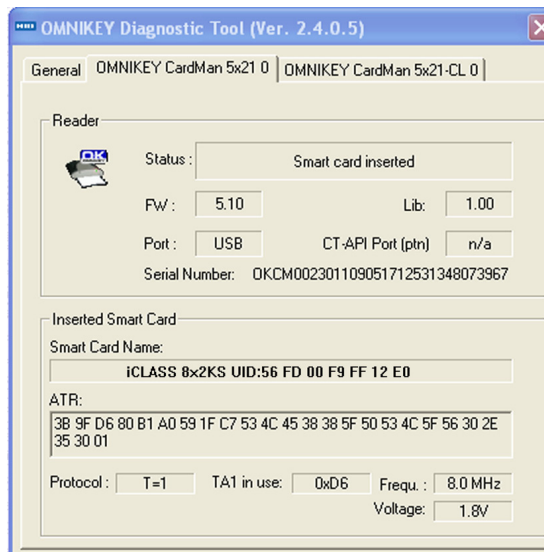 OMNIKEY Diagnostic Tool (Ver. 2.4.0.5)
General OMNIKEY CardMan 5x21 0 OMNIKEY CardMan 5x21-CL 0
Reader
OK
Status : Smart card inserted
FW : 5.10 Lib: 1.00
Port : USB CT-API Port (ptn) n/a
Serial Number: OKCM002301109051712531348073967
Inserted Smart Card
Smart Card Name:
iCLASS 8x2KS UID:56 FD 00 F9 FF 12 E0
ATR:
3B 9F D6 80 B1 A0 59 1F C7 53 4C 45 38 38 5F 50 53 4C 5F 56 30 2E
35 30 01
Protocol : T=1 TA1 in use: 0xD6 Frequ. : 8.0 MHz
Voltage: 1.8V